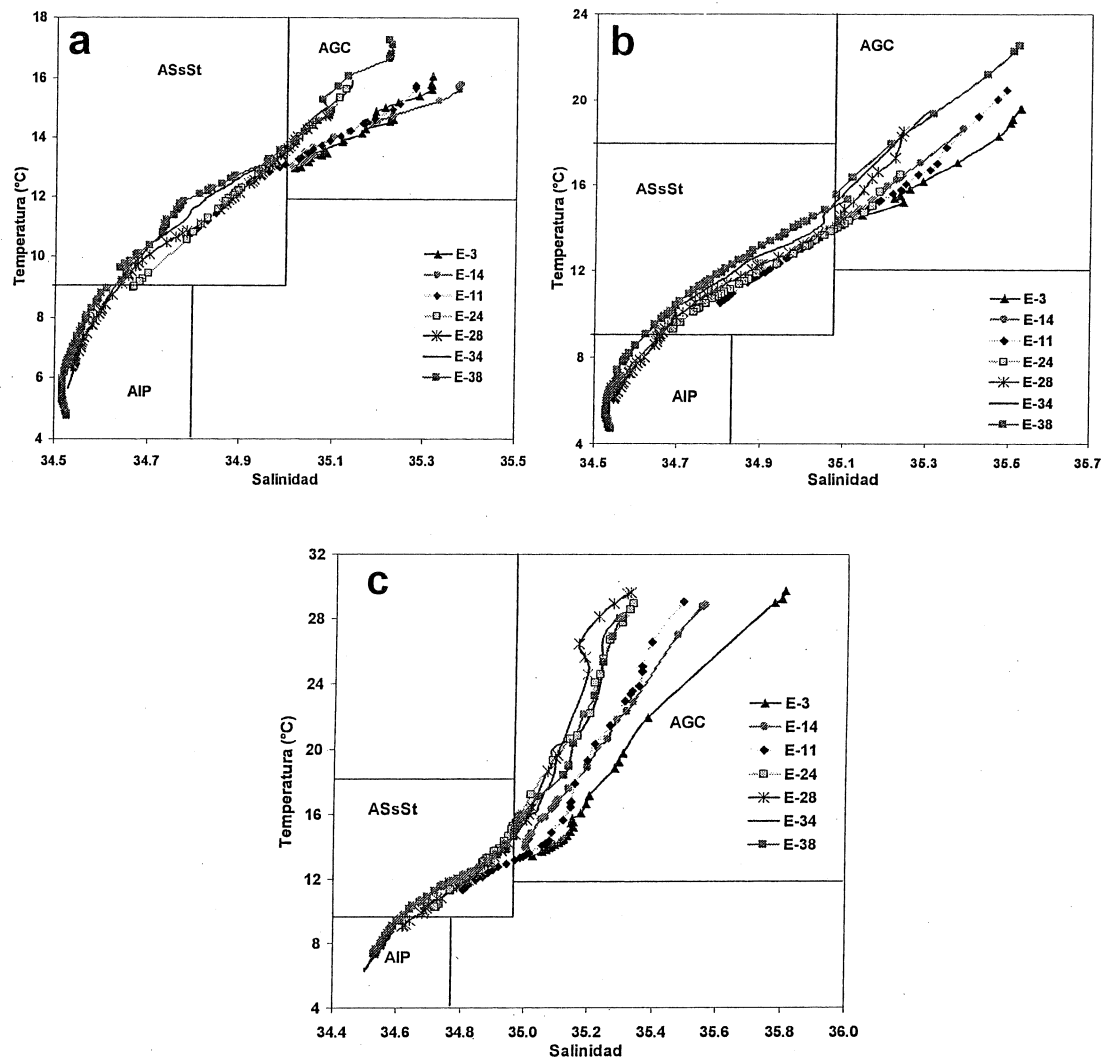 a
18
16
14
12
10
8
6
4
Temperatura (°C)
ASsSt
AGC
AIP
E-3
E-14
E-11
E-24
E-28
E-34
E-38
34.5
34.7
34.9
35.1
35.3
35.5
Salinidad
b
24
20
16
12
8
4
Temperatura (°C)
AGC
ASsSt
AIP
E-3
E-14
E-11
E-24
E-28
E-34
E-38
34.5
34.7
34.9
35.1
35.3
35.5
35.7
Salinidad
c
32
28
24
20
16
12
8
4
Temperatura (°C)
ASsSt
AGC
AIP
E-3
E-14
E-11
E-24
E-28
E-34
E-38
34.4
34.6
34.8
35.0
35.2
35.4
35.6
35.8
36.0
Salinidad